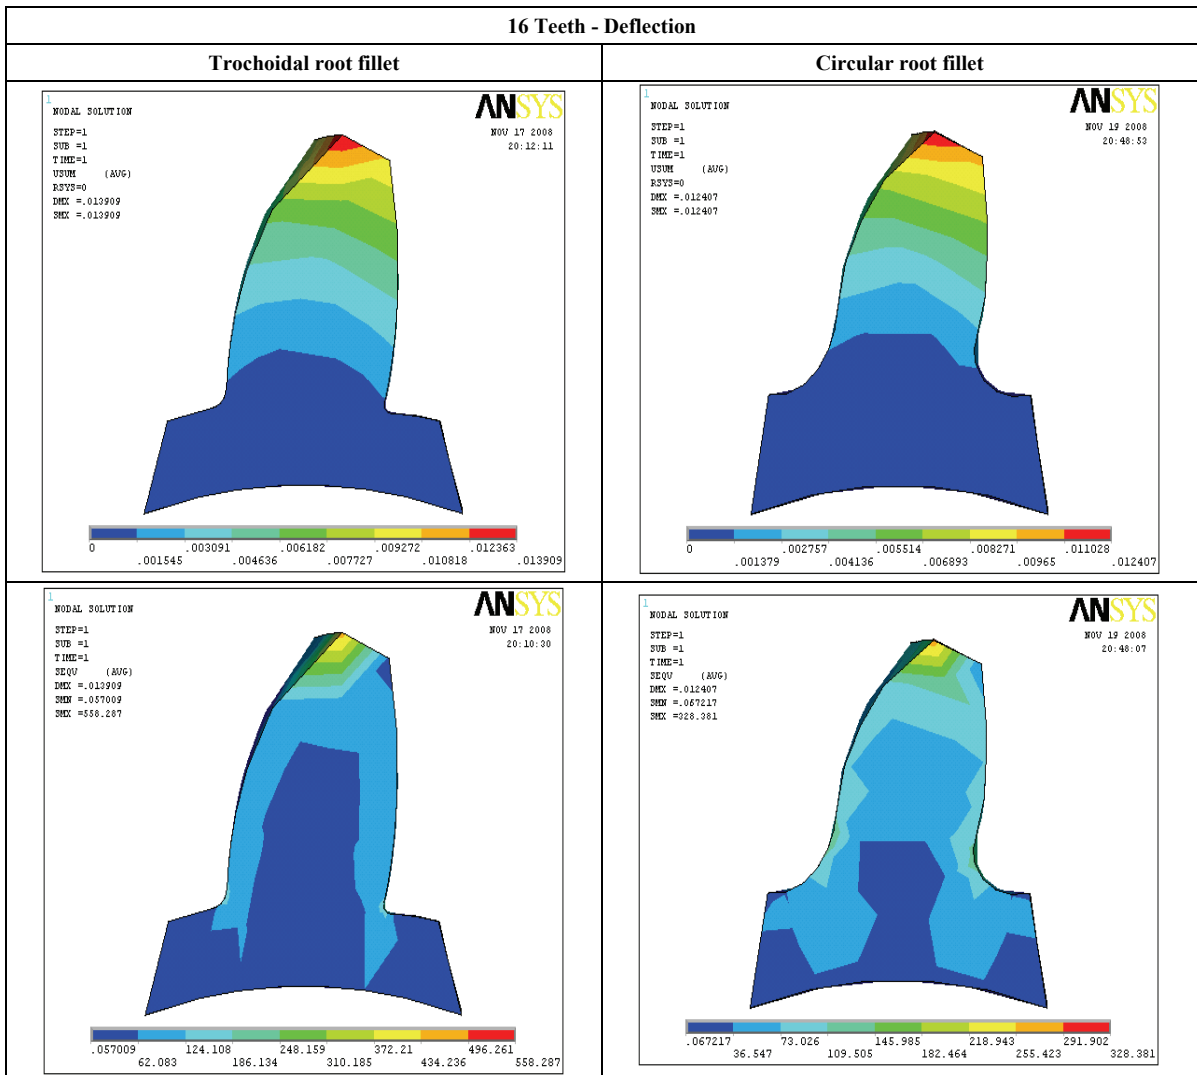 16 Teeth - Deflection
Trochoidal root fillet
Circular root fillet
1
NODAL SOLUTION
STEP=1
SUB =1
TIME=1
USUM (AVG)
RSYS=0
DMX =.013909
SMX =.013909
ANSYS
NOV 17 2008
20:12:11
0 .003091 .006182 .009272 .012363
.001545 .004636 .007727 .010818 .013909
1
NODAL SOLUTION
STEP=1
SUB =1
TIME=1
USUM (AVG)
RSYS=0
DMX =.012407
SMX =.012407
ANSYS
NOV 19 2008
20:48:53
0 .002757 .005514 .008271 .011028
.001379 .004136 .006893 .00965 .012407
1
NODAL SOLUTION
STEP=1
SUB =1
TIME=1
SEQV (AVG)
DMX =.013909
SMN =.057009
SMX =558.287
ANSYS
NOV 17 2008
20:10:30
.057009 124.108 248.159 372.21 496.261
62.083 186.134 310.185 434.236 558.287
1
NODAL SOLUTION
STEP=1
SUB =1
TIME=1
SEQV (AVG)
DMX =.012407
SMN =.067217
SMX =328.381
ANSYS
NOV 19 2008
20:48:07
.067217 73.026 145.985 218.943 291.902
36.547 109.505 182.464 255.423 328.381